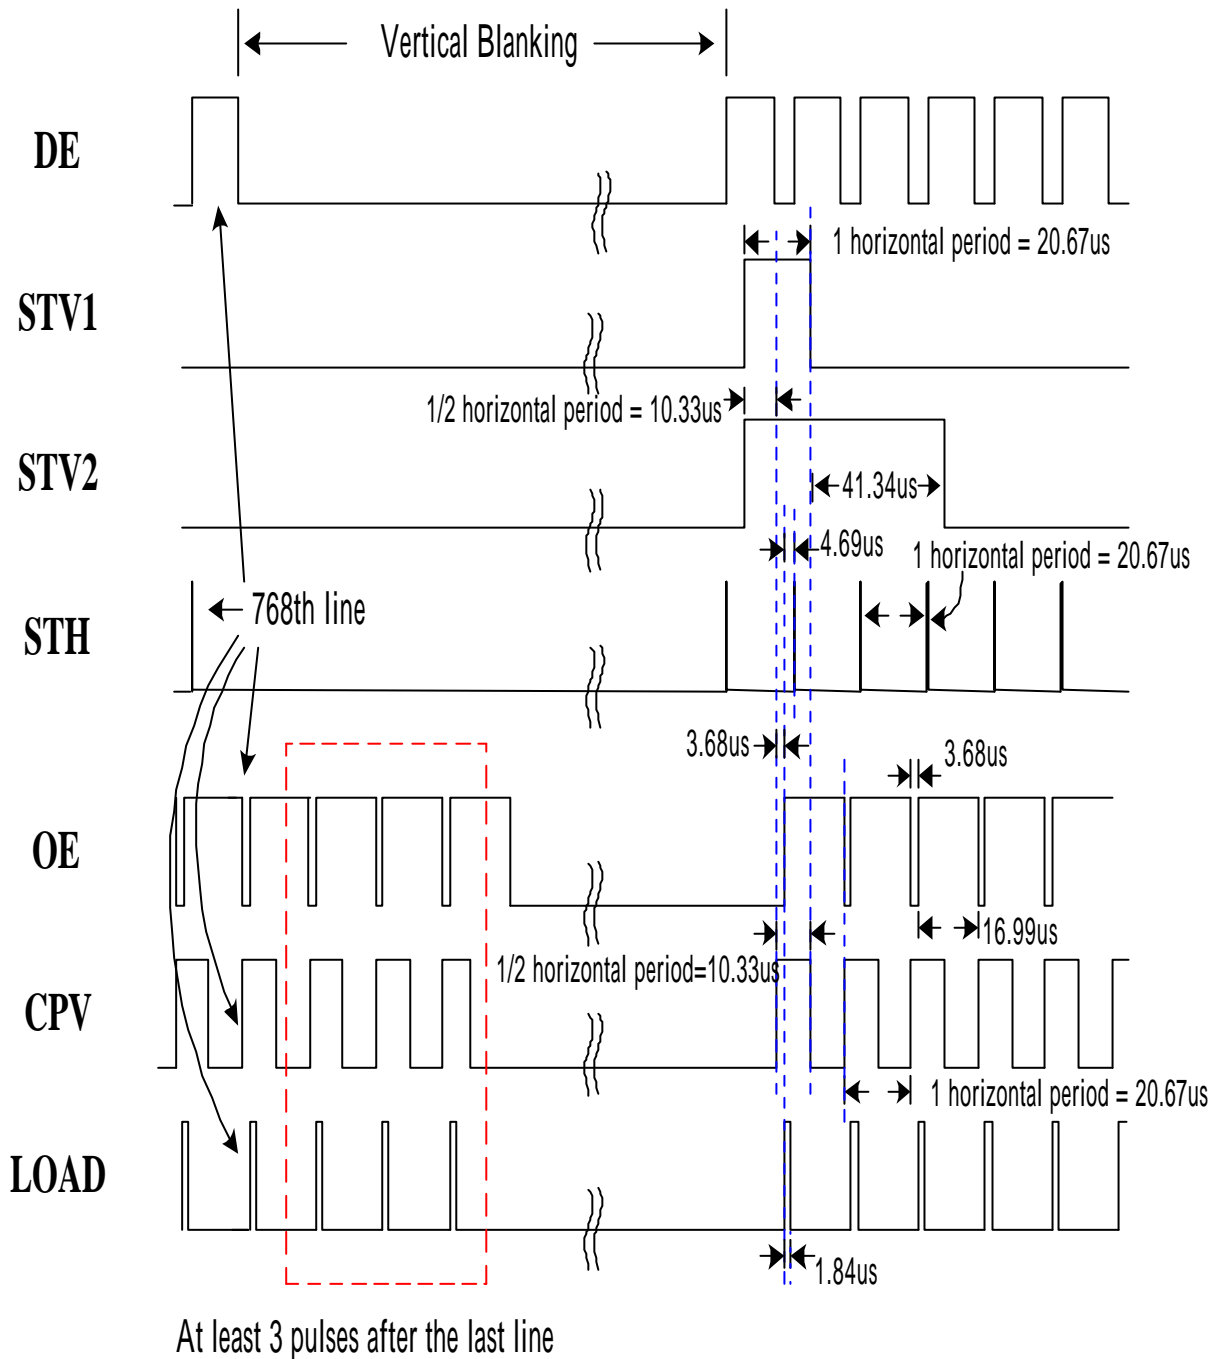 Vertical Blanking
DE
1 horizontal period = 20.67us
STV1
1/2 horizontal period = 10.33us
STV2
41.34us
4.69us
1 horizontal period = 20.67us
768th line
STH
3.68us
3.68us
OE
16.99us
1/2 horizontal period=10.33us
CPV
1 horizontal period = 20.67us
LOAD
1.84us
At least 3 pulses after the last line